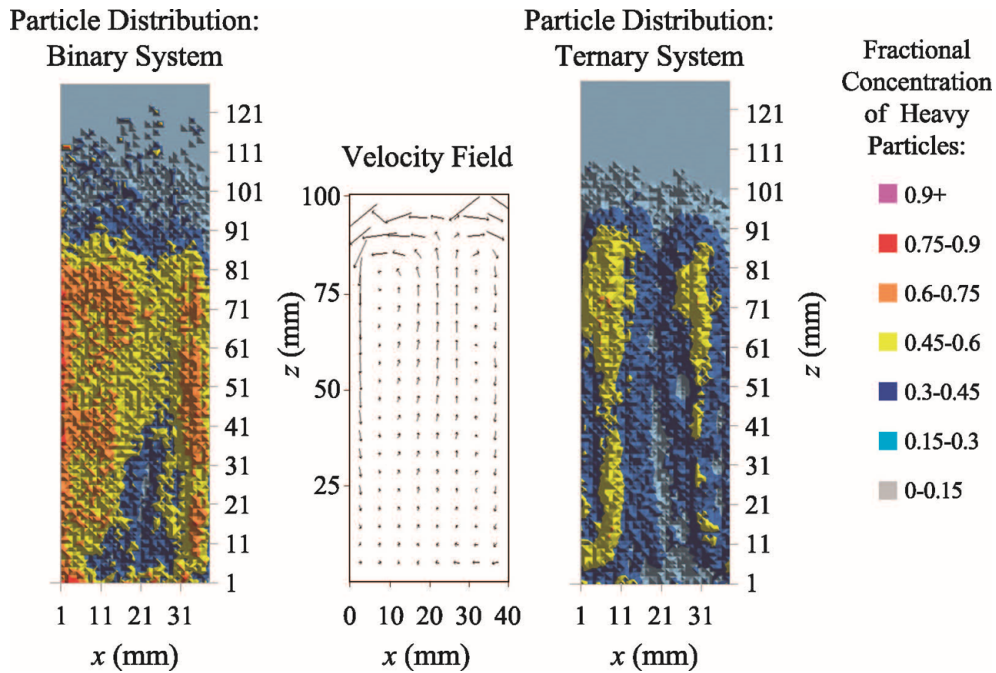 Particle Distribution:
Binary System
121
111
101
91
81
71
61
51
41
31
21
11
1
1 11 21 31
x (mm)
Velocity Field
100
75
50
25
z (mm)
0 10 20 30 40
x (mm)
Particle Distribution:
Ternary System
121
111
101
91
81
71
61
51
41
31
21
11
1
z (mm)
1 11 21 31
x (mm)
Fractional
Concentration
of Heavy
Particles:
0.9+
0.75-0.9
0.6-0.75
0.45-0.6
0.3-0.45
0.15-0.3
0-0.15